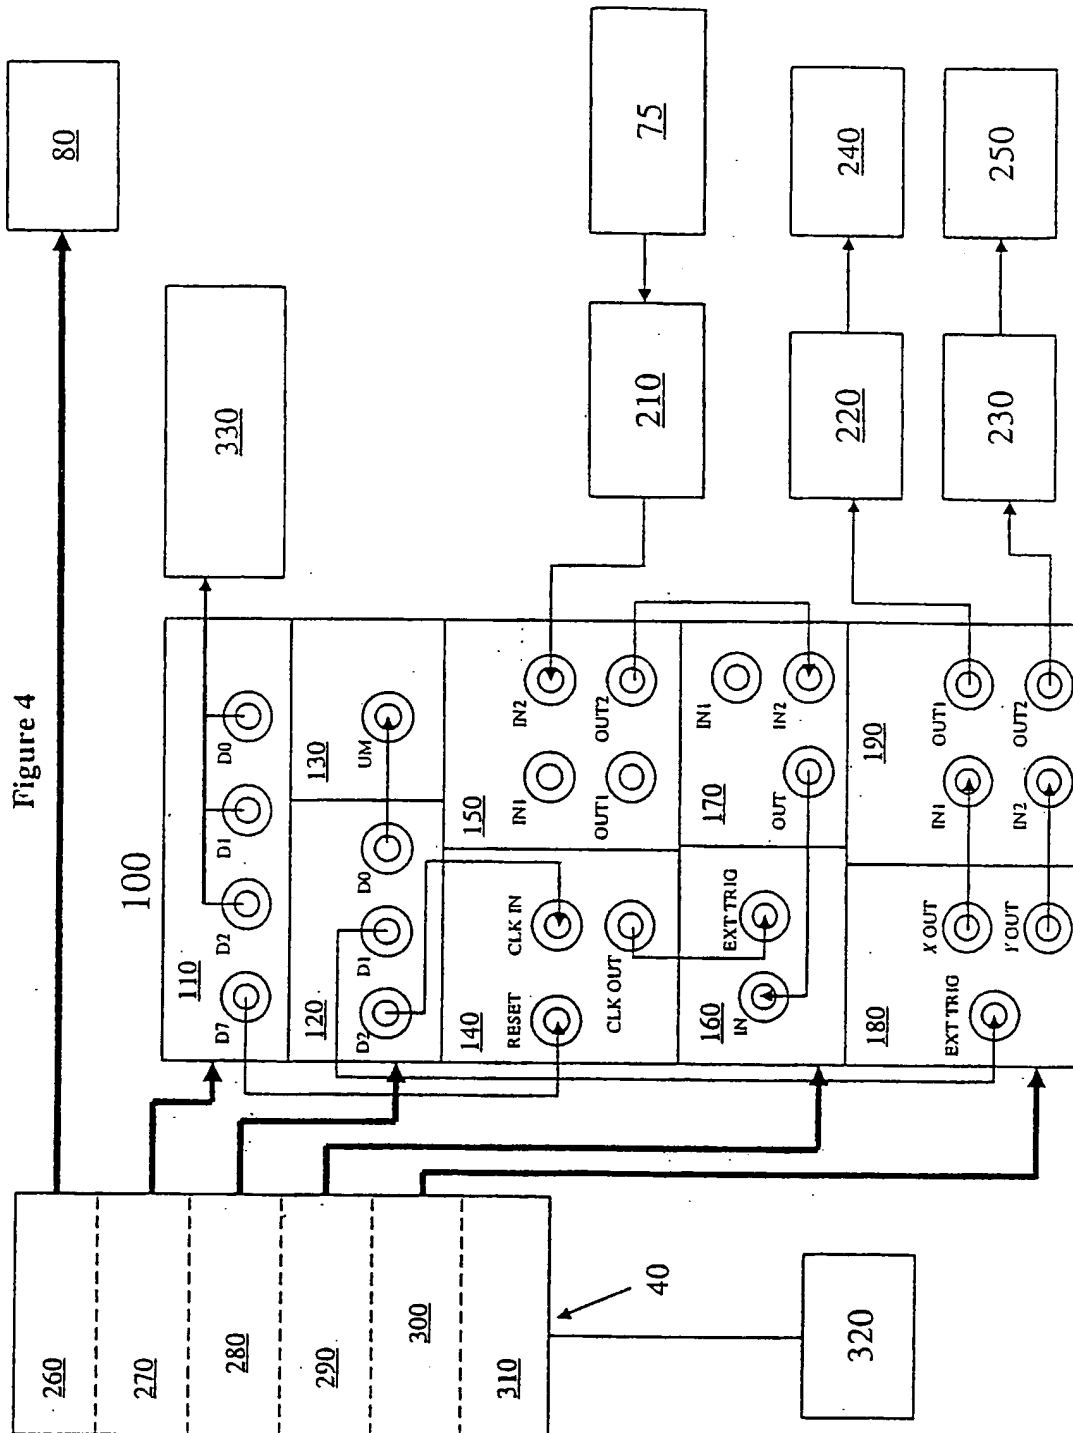 Figure 4
80
100
330
110
D7
D2
D1
D0
120
D2
D1
D0
130
UM
140
RESET
CLK IN
CLK OUT
150
IN1
IN2
OUT1
OUT2
160
IN
EXT TRIG
170
IN1
IN2
OUT
180
EXT TRIG
X OUT
Y OUT
190
IN1
OUT1
IN2
OUT2
75
210
220
240
230
250
260
270
280
290
300
310
40
320